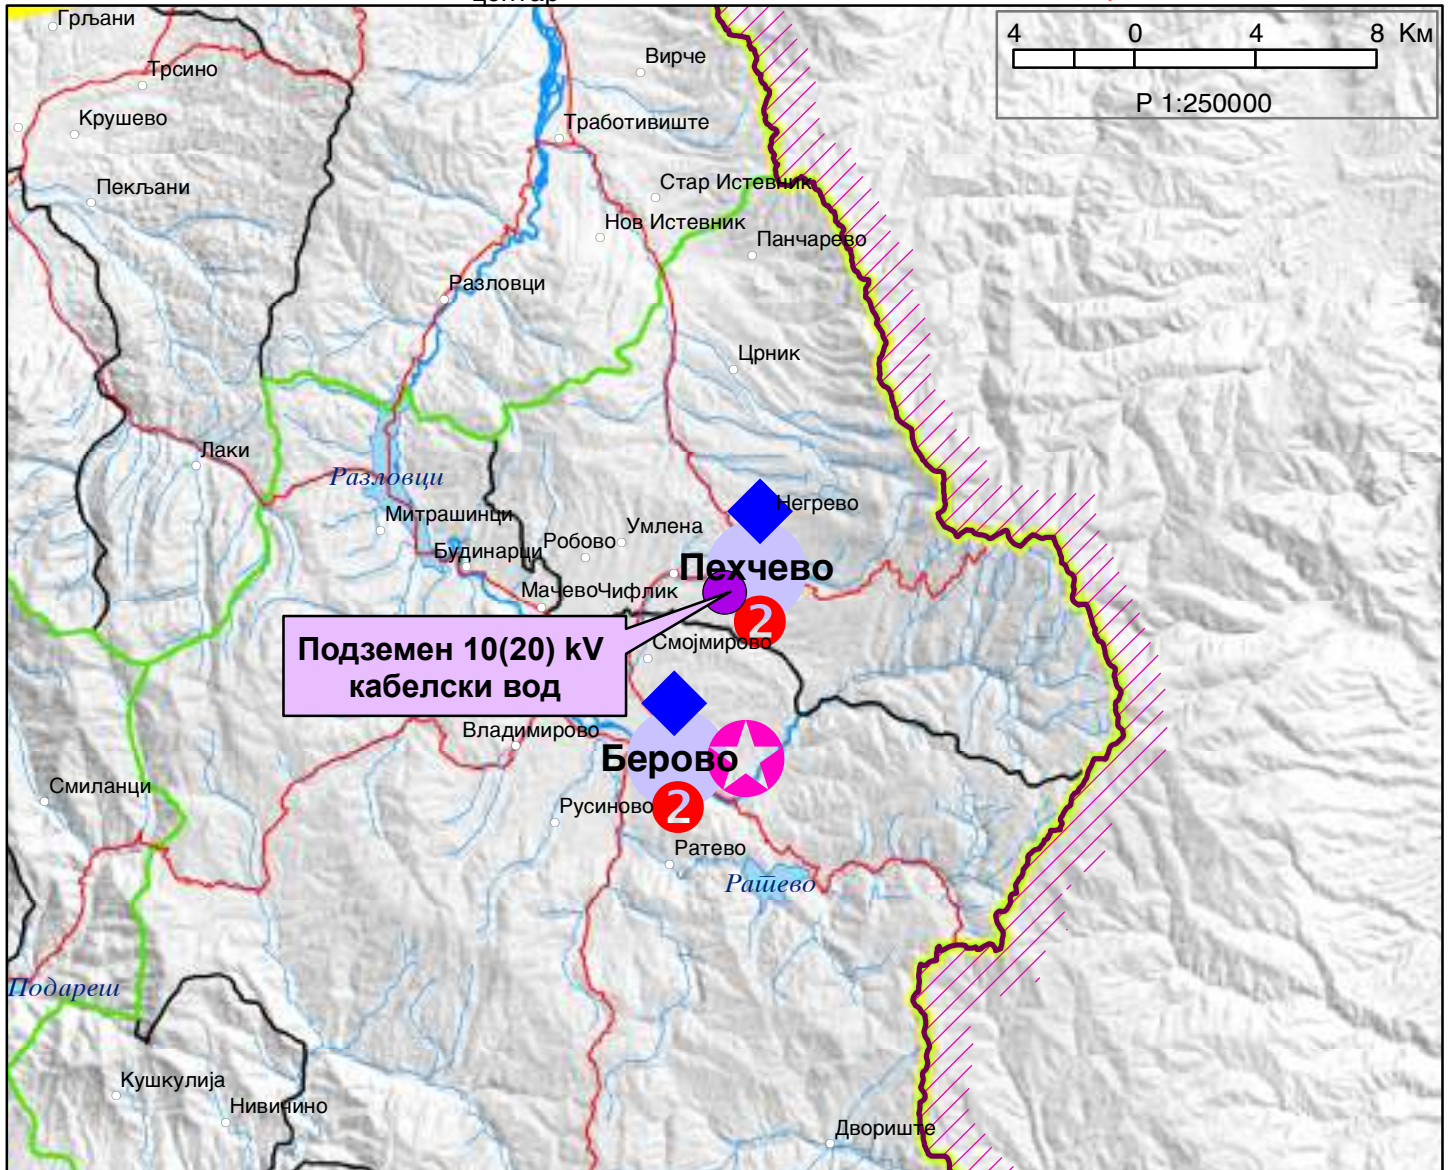 центар
Грљани
Вирче
4 0 4 8 Км
Р 1:250000
Трсино
Крушево
Тработивиште
Пекљани
Стар Истевник
Нов Истевник
Панчарево
Разловци
Црник
Лаки
Разловци
Негрево
Митрашинци
Умлена
Робово
Будинарци
Пехчево
Мачево
Чифлик
2
Подземен 10(20) kV
кабелски вод
Смојмирово
Владимирово
Берово
Смиланци
Русиново
2
Ратево
Ратево
Подареш
Кушкулија
Нивичино
Двориште